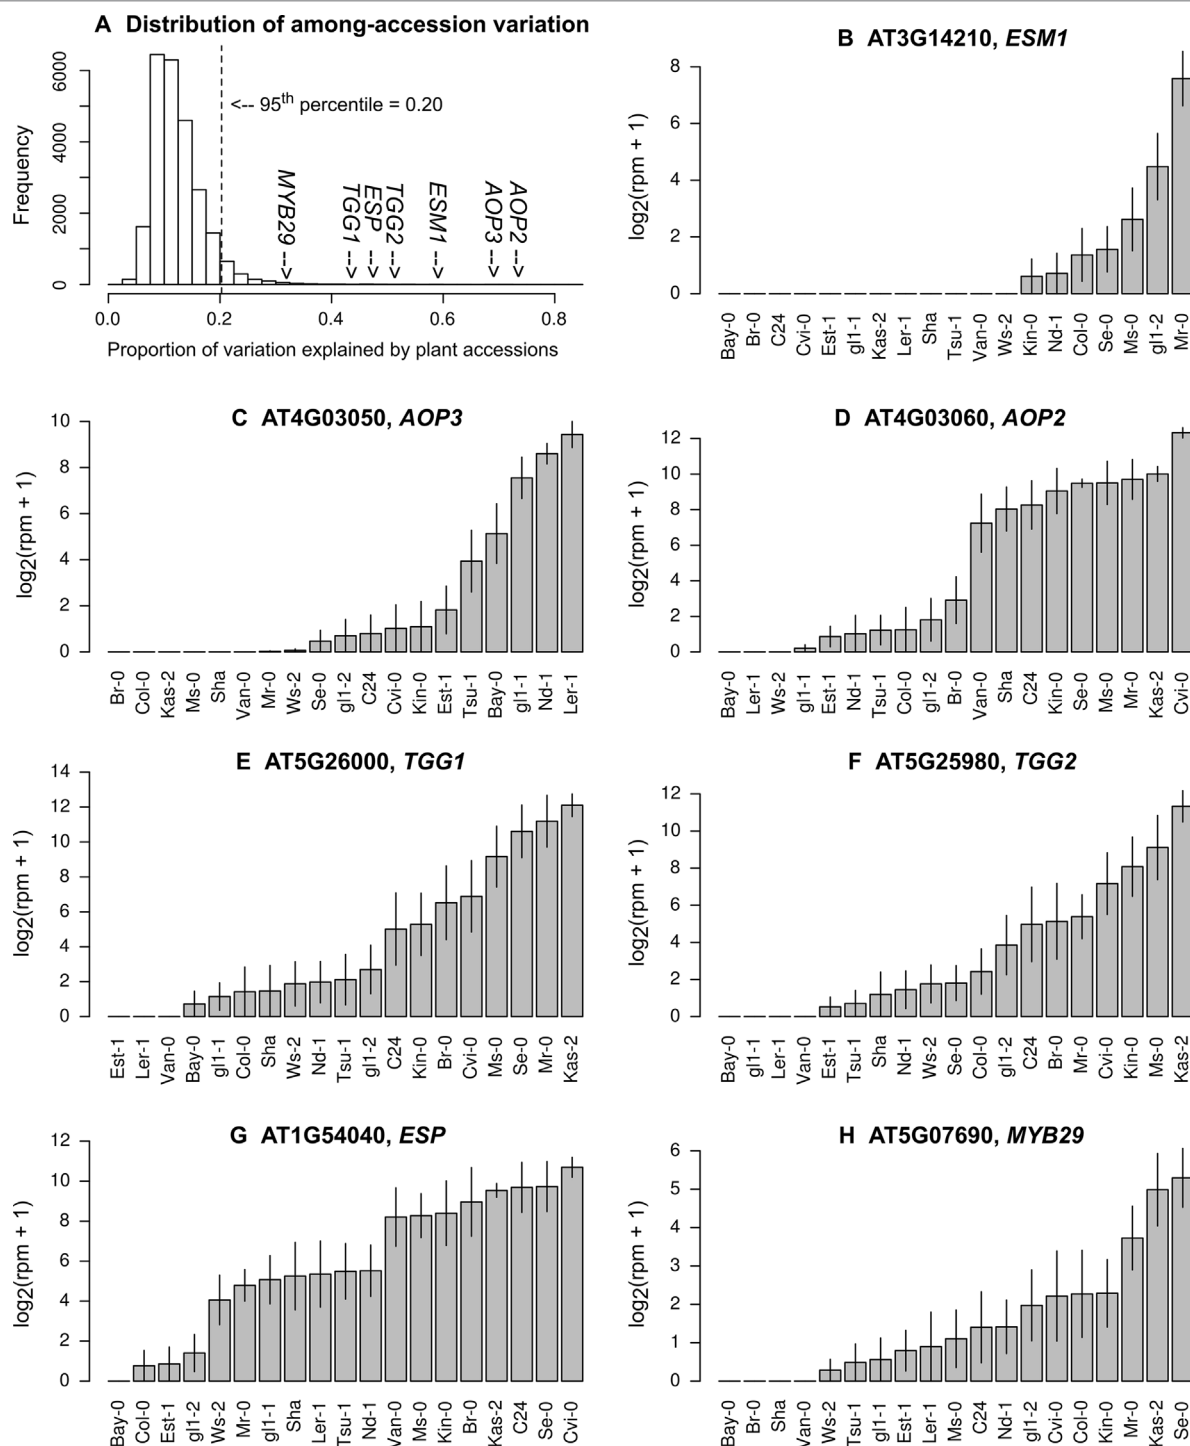 A Distribution of among-accession variation
Frequency
0 2000 4000 6000
<-- 95th percentile = 0.20
MYB29 -->
TGG1 -->
ESP -->
TGG2 -->
ESM1 -->
AOP3 -->
AOP2 -->
0.0 0.2 0.4 0.6 0.8
Proportion of variation explained by plant accessions
B AT3G14210, ESM1
log2(rpm + 1)
8
6
4
2
0
Bay-0 Br-0 C24 Cvi-0 Est-1 gl1-1 Kas-2 Ler-1 Sha Tsu-1 Van-0 Ws-2 Kin-0 Nd-1 Col-0 Se-0 Ms-0 gl1-2 Mr-0
C AT4G03050, AOP3
log2(rpm + 1)
10
8
6
4
2
0
Br-0 Col-0 Kas-2 Ms-0 Sha Van-0 Mr-0 Ws-2 Se-0 gl1-2 C24 Cvi-0 Kin-0 Est-1 Tsu-1 Bay-0 gl1-1 Nd-1 Ler-1
D AT4G03060, AOP2
log2(rpm + 1)
12
10
8
6
4
2
0
Bay-0 Ler-1 Ws-2 gl1-1 Est-1 Nd-1 Tsu-1 Col-0 gl1-2 Br-0 Van-0 Sha C24 Kin-0 Se-0 Ms-0 Mr-0 Kas-2 Cvi-0
E AT5G26000, TGG1
log2(rpm + 1)
14
12
10
8
6
4
2
0
Est-1 Ler-1 Van-0 Bay-0 gl1-1 Col-0 Sha Ws-2 Nd-1 Tsu-1 gl1-2 C24 Kin-0 Br-0 Cvi-0 Ms-0 Se-0 Mr-0 Kas-2
F AT5G25980, TGG2
log2(rpm + 1)
12
10
8
6
4
2
0
Bay-0 gl1-1 Ler-1 Van-0 Est-1 Tsu-1 Sha Nd-1 Ws-2 Se-0 Col-0 gl1-2 C24 Br-0 Mr-0 Cvi-0 Kin-0 Ms-0 Kas-2
G AT1G54040, ESP
log2(rpm + 1)
12
10
8
6
4
2
0
Bay-0 Col-0 Est-1 gl1-2 Ws-2 Mr-0 gl1-1 Sha Ler-1 Tsu-1 Nd-1 Van-0 Ms-0 Kin-0 Br-0 Kas-2 C24 Se-0 Cvi-0
H AT5G07690, MYB29
log2(rpm + 1)
6
5
4
3
2
1
0
Bay-0 Br-0 Sha Van-0 Ws-2 Tsu-1 gl1-1 Est-1 Ler-1 Ms-0 C24 Nd-1 gl1-2 Cvi-0 Col-0 Kin-0 Mr-0 Kas-2 Se-0